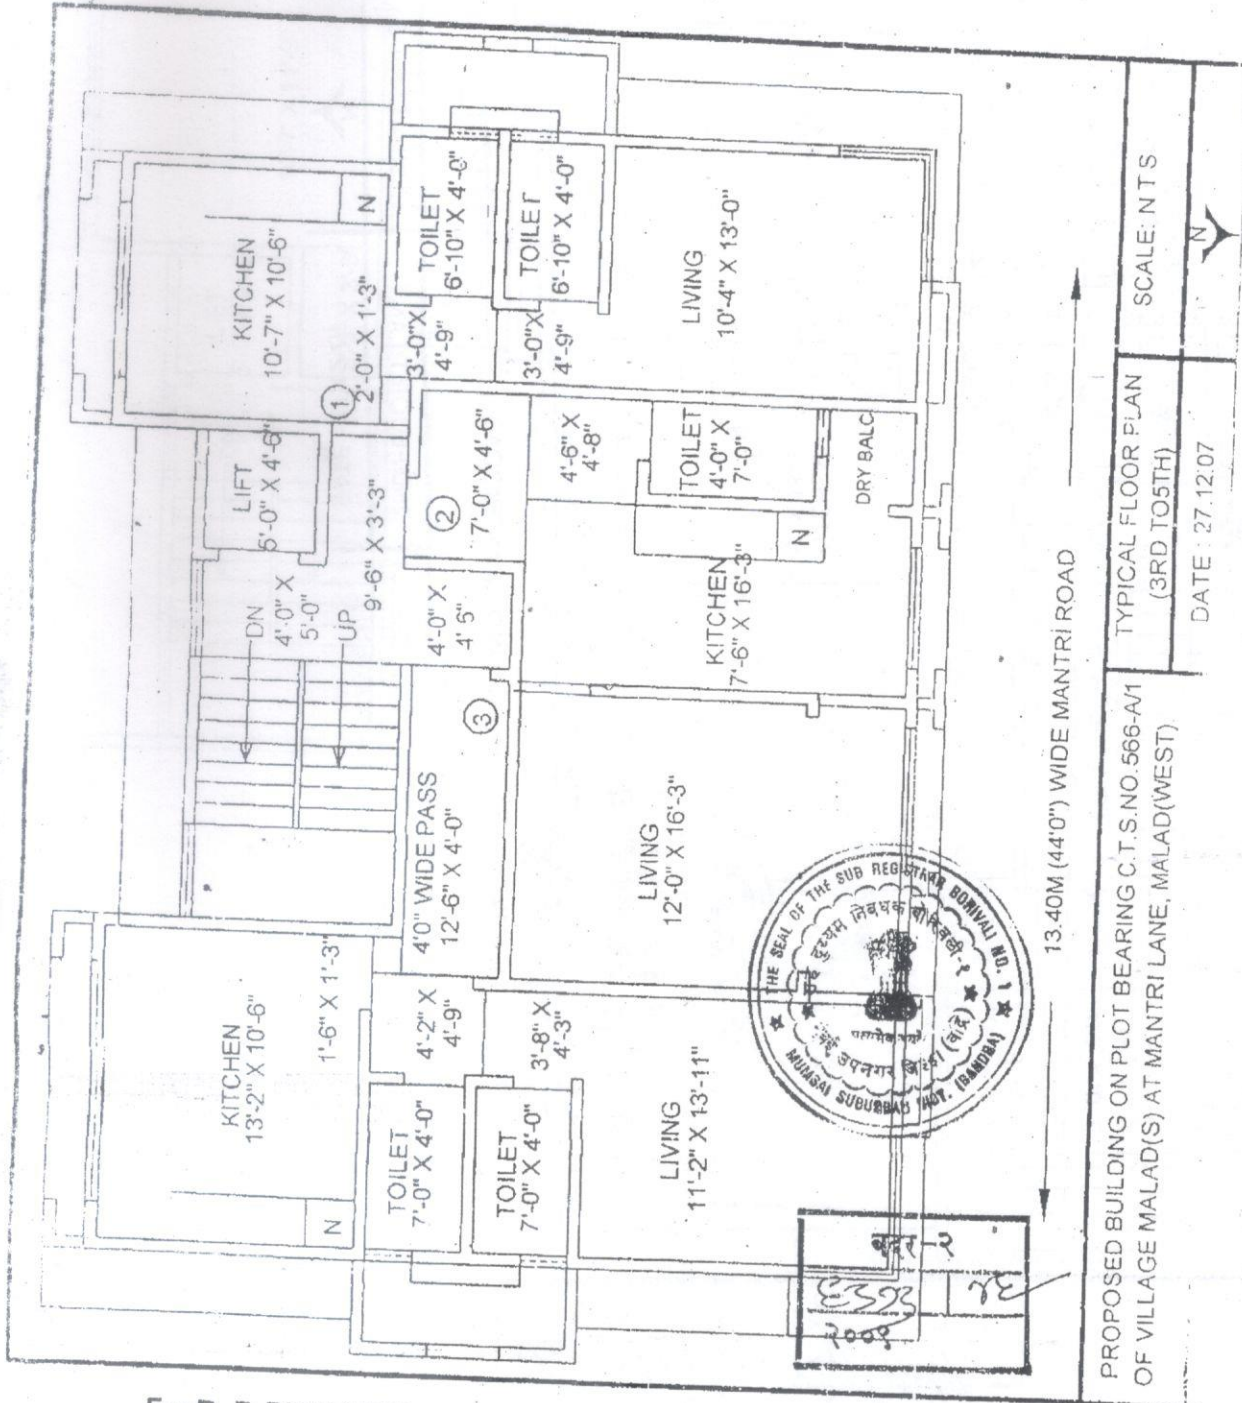 KITCHEN
13'-2" X 10'-6"
1'-6" X 1'-3"
N
TOILET
7'-0" X 4'-0"
TOILET
7'-0" X 4'-0"
4'-2" X
4'-9"
3'-8" X
4'-3"
LIVING
11'-2" X 13'-11"
4'0" WIDE PASS
12'-6" X 4'-0"
DN
UP
4'.0" X
5'-0"
LIFT
5'-0" X 4'-6"
9'-6" X 3'-3"
4'-0" X
4' 5"
3
LIVING
12'-0" X 16'-3"
KITCHEN
7'-6" X 16'-3"
N
2
7'-0" X 4'-6"
4'-6" X
4'-8"
TOILET
4'-0" X
7'-0"
DRY BALC
KITCHEN
10'-7" X 10'-6"
1
2'-0" X 1'-3"
N
3'-0"X
4'-9"
3'-0"X
4'-9"
TOILET
6'-10" X 4'-0"
TOILET
6'-10" X 4'-0"
LIVING
10'-4" X 13'-0"
THE SEAL OF THE SUB REGISTRAR BORIVALI NO. 1
MUMBAI SUBURBAN (BANDRA)
13.40M (44'0") WIDE MANTRI ROAD
PROPOSED BUILDING ON PLOT BEARING C.T.S.NO.566-A/1
OF VILLAGE MALAD(S) AT MANTRI LANE, MALAD(WEST)
TYPICAL FLOOR PLAN
(3RD TO5TH)
SCALE: N T S
DATE : 27.12.07
N